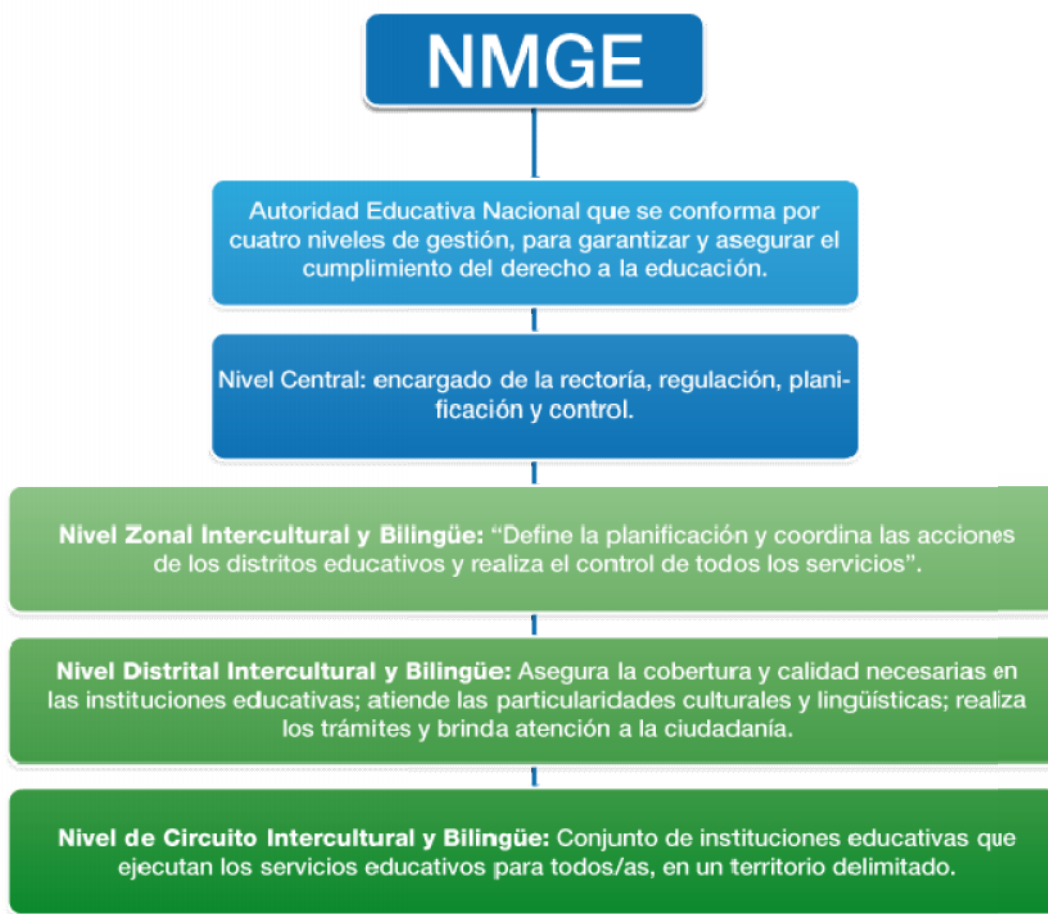 NMGE
Autoridad Educativa Nacional que se conforma por
cuatro niveles de gestión, para garantizar y asegurar el
cumplimiento del derecho a la educación.
Nivel Central: encargado de la rectoría, regulación, plani-
ficación y control.
Nivel Zonal Intercultural y Bilingüe: “Define la planificación y coordina las acciones
de los distritos educativos y realiza el control de todos los servicios”.
Nivel Distrital Intercultural y Bilingüe: Asegura la cobertura y calidad necesarias en
las instituciones educativas; atiende las particularidades culturales y lingüísticas; realiza
los trámites y brinda atención a la ciudadanía.
Nivel de Circuito Intercultural y Bilingüe: Conjunto de instituciones educativas que
ejecutan los servicios educativos para todos/as, en un territorio delimitado.